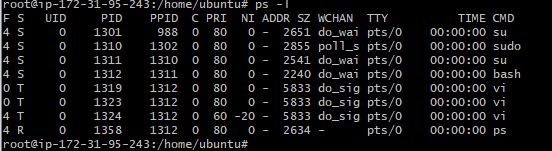 root@ip-172-31-95-243:/home/ubuntu# ps -l
F S   UID     PID    PPID  C PRI  NI ADDR SZ WCHAN  TTY          TIME CMD
4 S     0    1301     988  0  80   0 -  2651 do_wai pts/0    00:00:00 su
4 S     0    1310    1302  0  80   0 -  2855 poll_s pts/0    00:00:00 sudo
4 S     0    1311    1310  0  80   0 -  2541 do_wai pts/0    00:00:00 su
4 S     0    1312    1311  0  80   0 -  2240 do_wai pts/0    00:00:00 bash
0 T     0    1319    1312  0  80   0 -  5833 do_sig pts/0    00:00:00 vi
0 T     0    1323    1312  0  80   0 -  5833 do_sig pts/0    00:00:00 vi
4 T     0    1324    1312  0  60 -20 -  5833 do_sig pts/0    00:00:00 vi
4 R     0    1358    1312  0  80   0 -  2634 -      pts/0    00:00:00 ps
root@ip-172-31-95-243:/home/ubuntu#